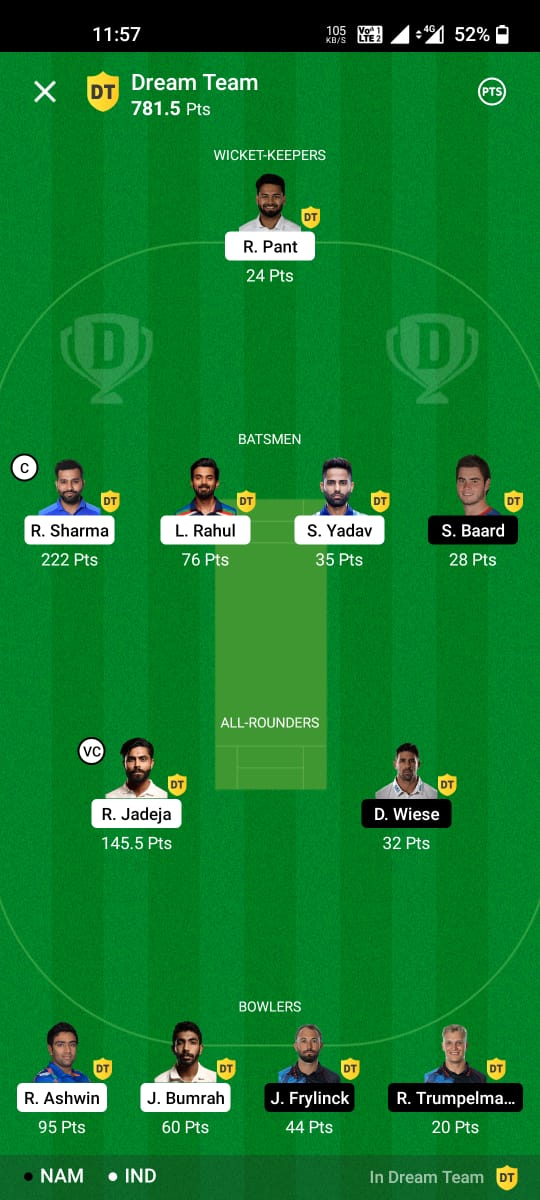 11:57
105 KB/S Vo 1 LTE 2 4G 52%
DT Dream Team
781.5 Pts
PTS
WICKET-KEEPERS
DT
R. Pant
24 Pts
D D
BATSMEN
C
DT DT DT DT
R. Sharma L. Rahul S. Yadav S. Baard
222 Pts 76 Pts 35 Pts 28 Pts
ALL-ROUNDERS
VC
DT DT
R. Jadeja D. Wiese
145.5 Pts 32 Pts
BOWLERS
DT DT DT DT
R. Ashwin J. Bumrah J. Frylinck R. Trumpelma...
95 Pts 60 Pts 44 Pts 20 Pts
NAM IND In Dream Team DT